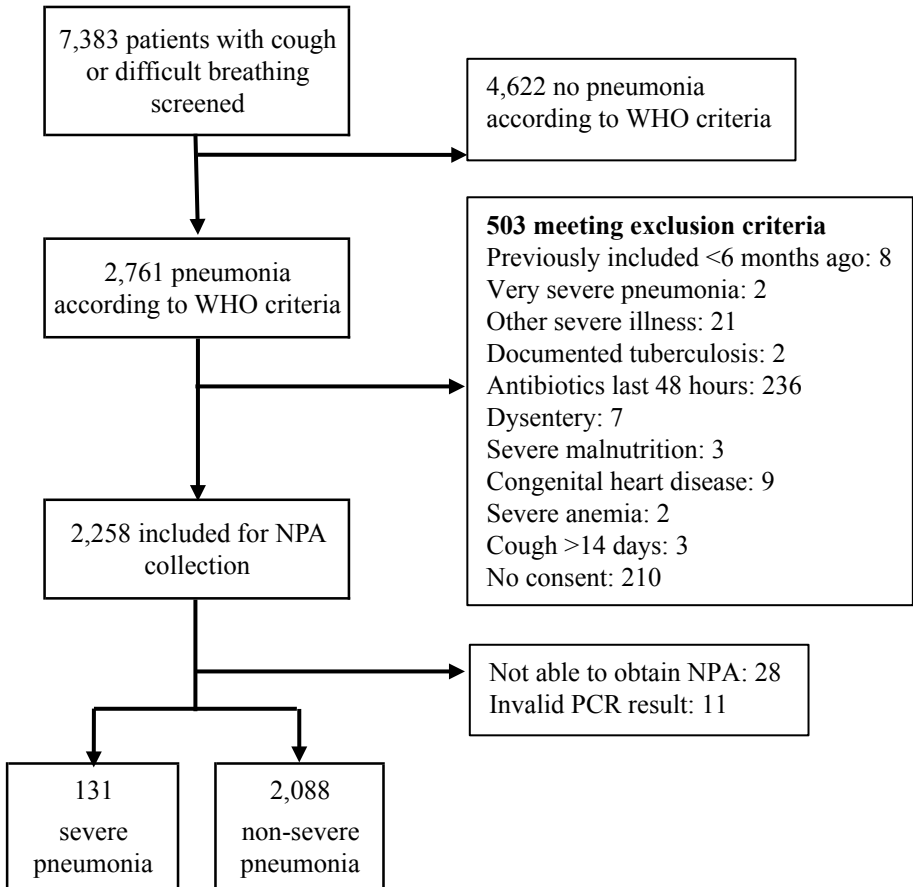 7,383 patients with cough
or difficult breathing
screened
4,622 no pneumonia
according to WHO criteria
2,761 pneumonia
according to WHO criteria
503 meeting exclusion criteria
Previously included <6 months ago: 8
Very severe pneumonia: 2
Other severe illness: 21
Documented tuberculosis: 2
Antibiotics last 48 hours: 236
Dysentery: 7
Severe malnutrition: 3
Congenital heart disease: 9
Severe anemia: 2
Cough >14 days: 3
No consent: 210
2,258 included for NPA
collection
Not able to obtain NPA: 28
Invalid PCR result: 11
131
severe
pneumonia
2,088
non-severe
pneumonia